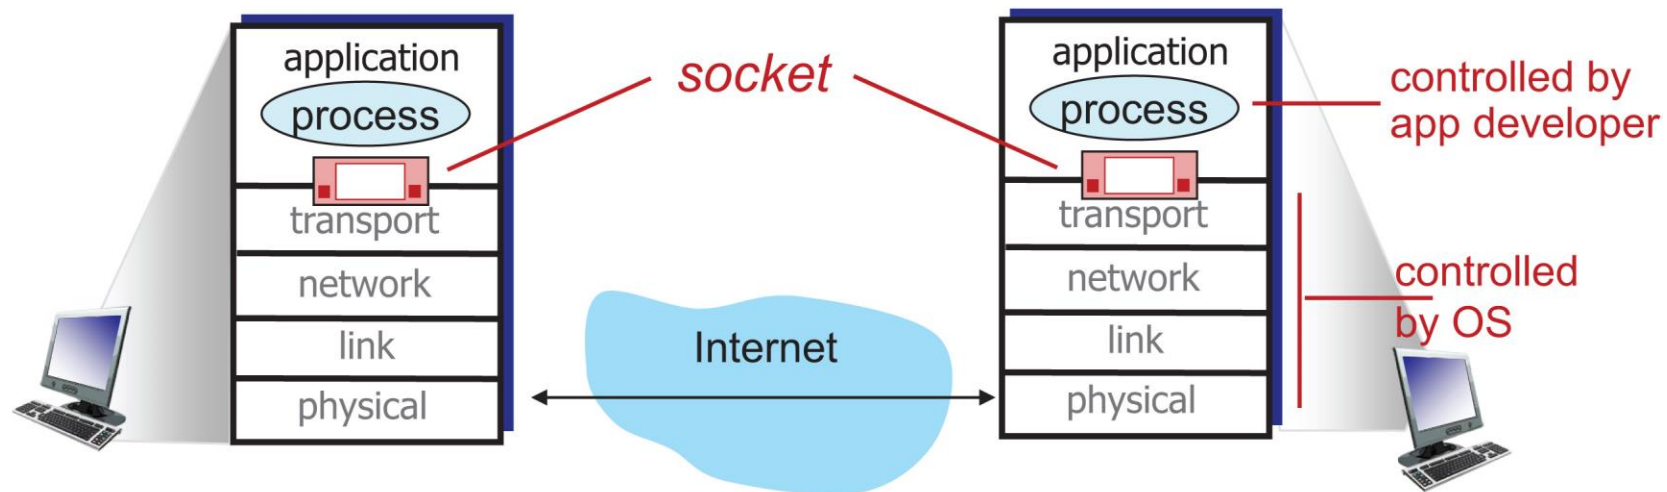 application
process
transport
network
link
physical
socket
Internet
application
process
transport
network
link
physical
controlled by
app developer
controlled
by OS